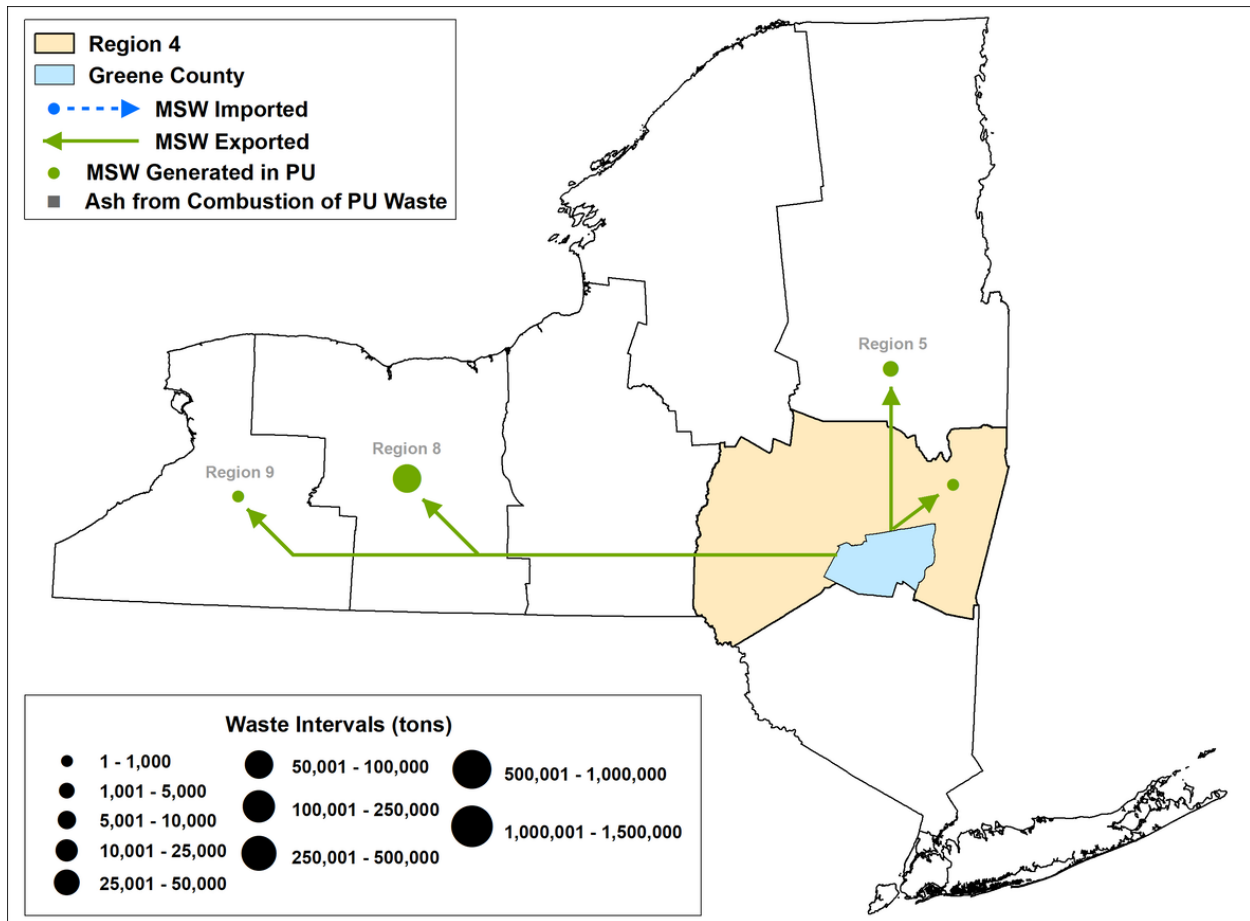 Region 4
Greene County
MSW Imported
MSW Exported
MSW Generated in PU
Ash from Combustion of PU Waste
Region 5
Region 8
Region 9
Waste Intervals (tons)
1 - 1,000
1,001 - 5,000
5,001 - 10,000
10,001 - 25,000
25,001 - 50,000
50,001 - 100,000
100,001 - 250,000
250,001 - 500,000
500,001 - 1,000,000
1,000,001 - 1,500,000